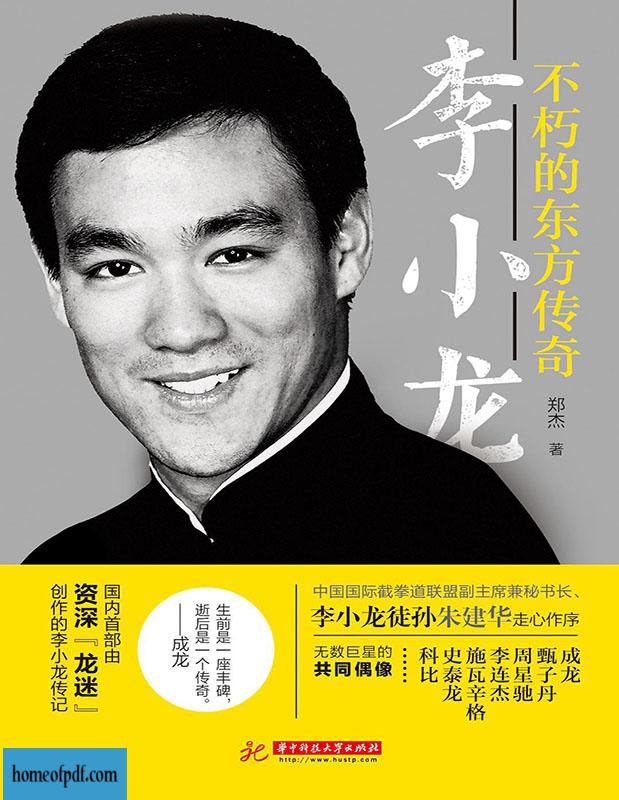 李小龙
不朽的东方传奇
郑杰 著
国内首部由
资深『龙迷』
创作的李小龙传记
生前是一座丰碑，
逝后是一个传奇。
——成龙
中国国际截拳道联盟副主席兼秘书长、
李小龙徒孙朱建华走心作序
无数巨星的
共同偶像
……
成龙
甄子丹
周星驰
李连杰
施瓦辛格
史泰龙
科比
华中科技大学出版社
http://www.hustp.com
homeofpdf.com